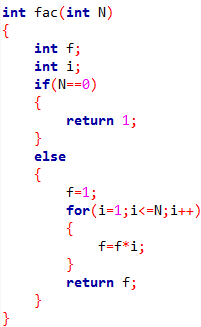 int fac(int N)
{
    int f;
    int i;
    if(N==0)
    {
        return 1;
    }
    else
    {
        f=1;
        for(i=1;i<=N;i++)
        {
            f=f*i;
        }
        return f;
    }
}